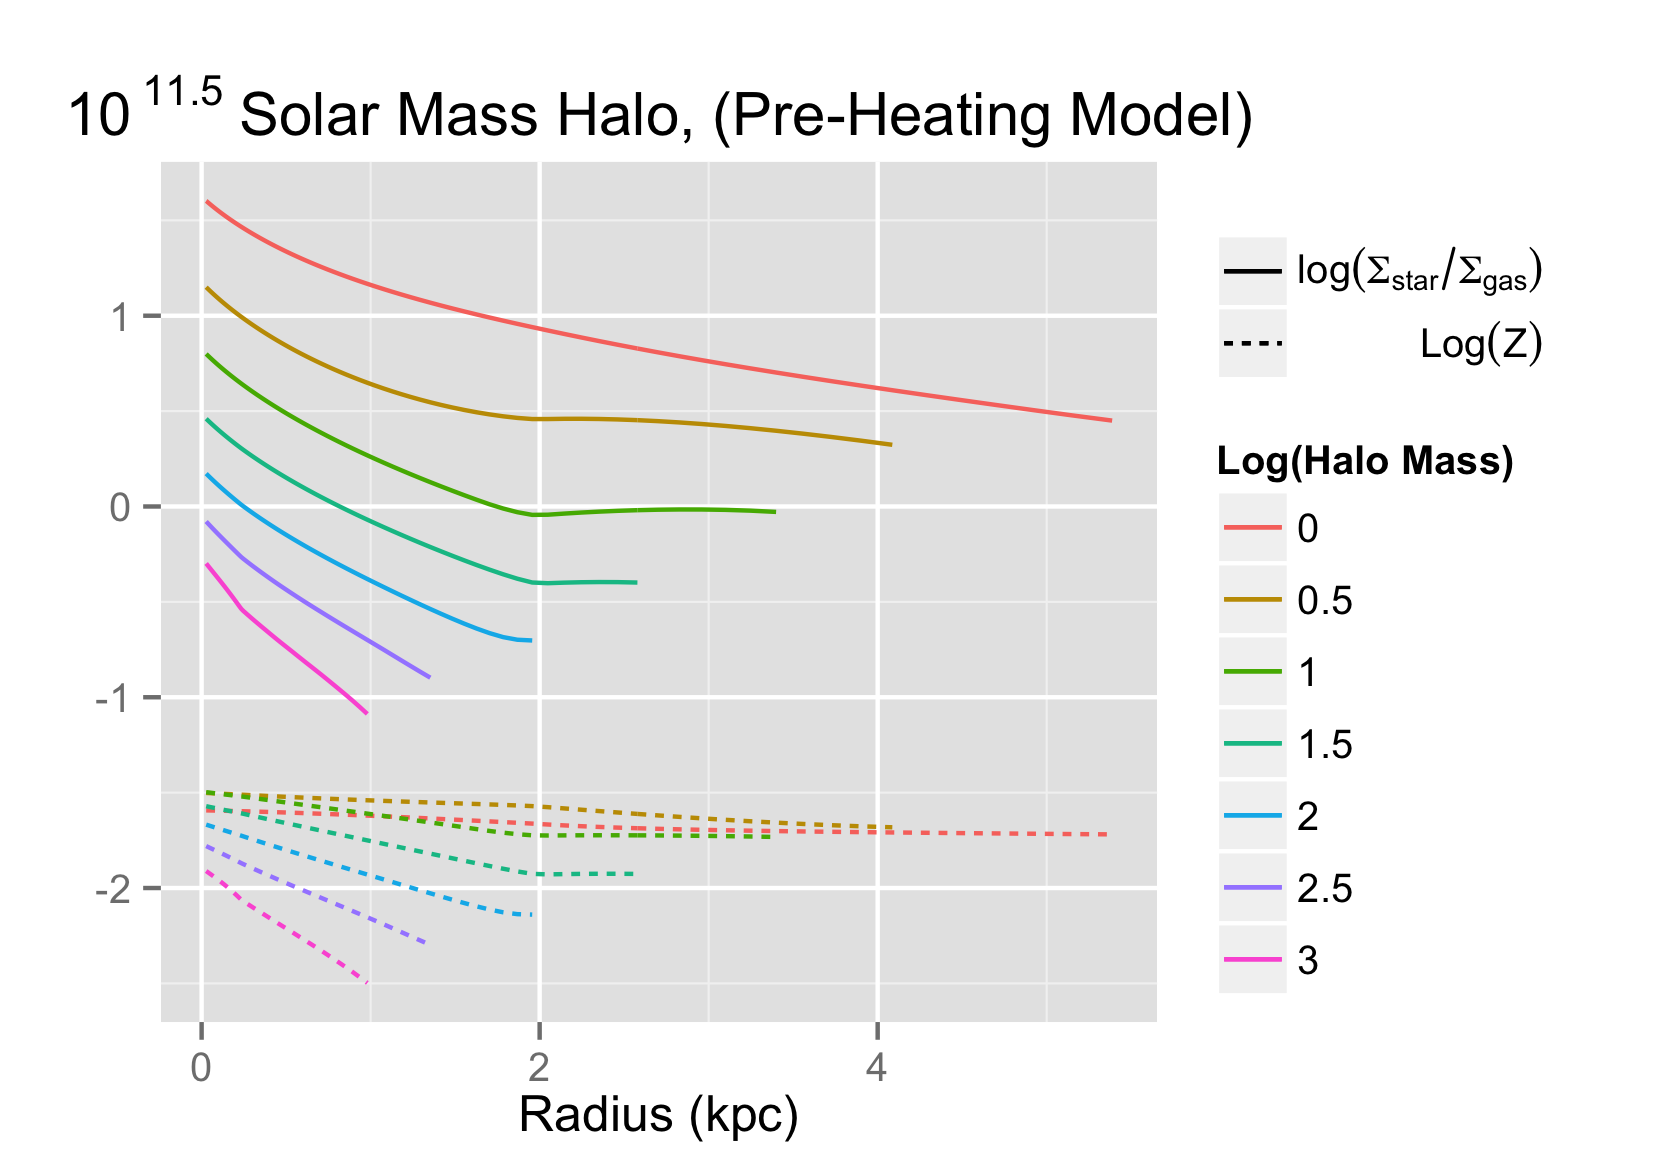 10^11.5 Solar Mass Halo, (Pre-Heating Model)
1
0
-1
-2
0 2 4
Radius (kpc)
log(Σstar/Σgas)
Log(Z)
Log(Halo Mass)
0
0.5
1
1.5
2
2.5
3